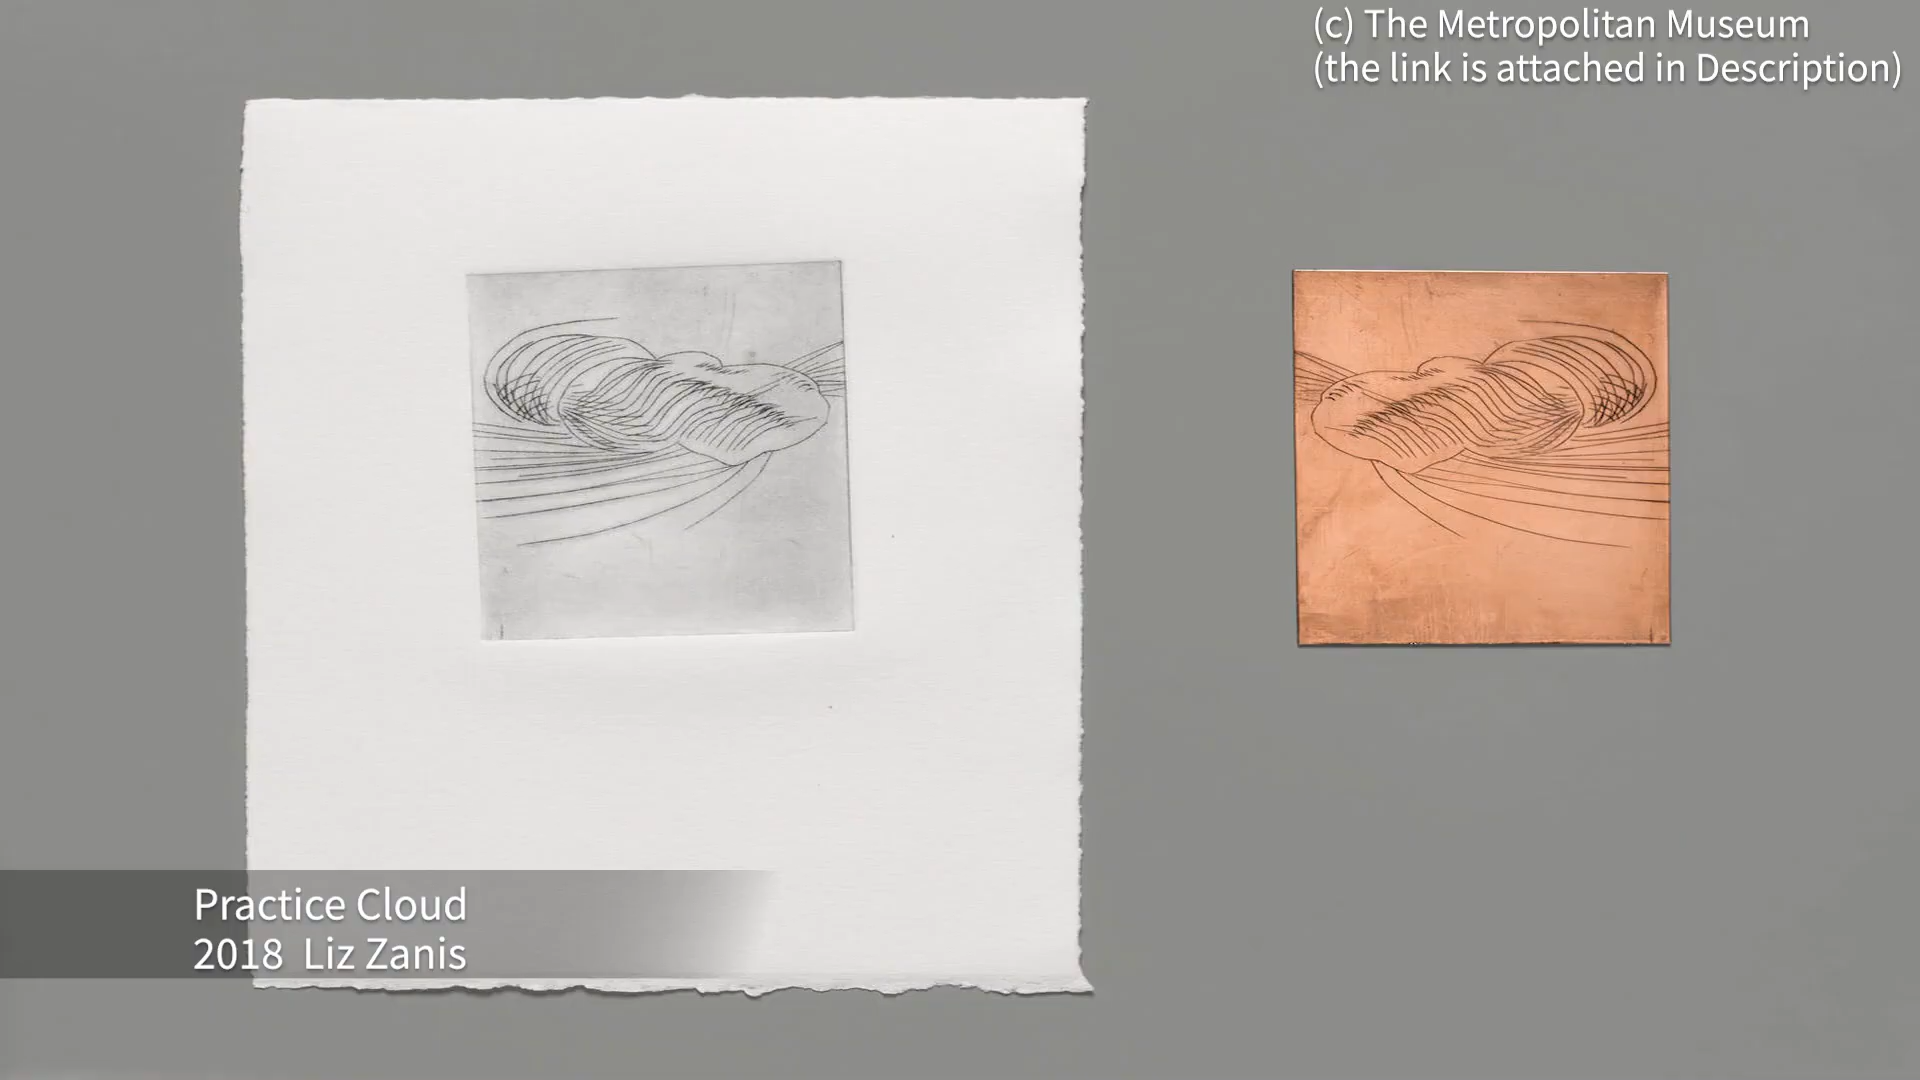 (c) The Metropolitan Museum
(the link is attached in Description)
Practice Cloud
2018 Liz Zanis